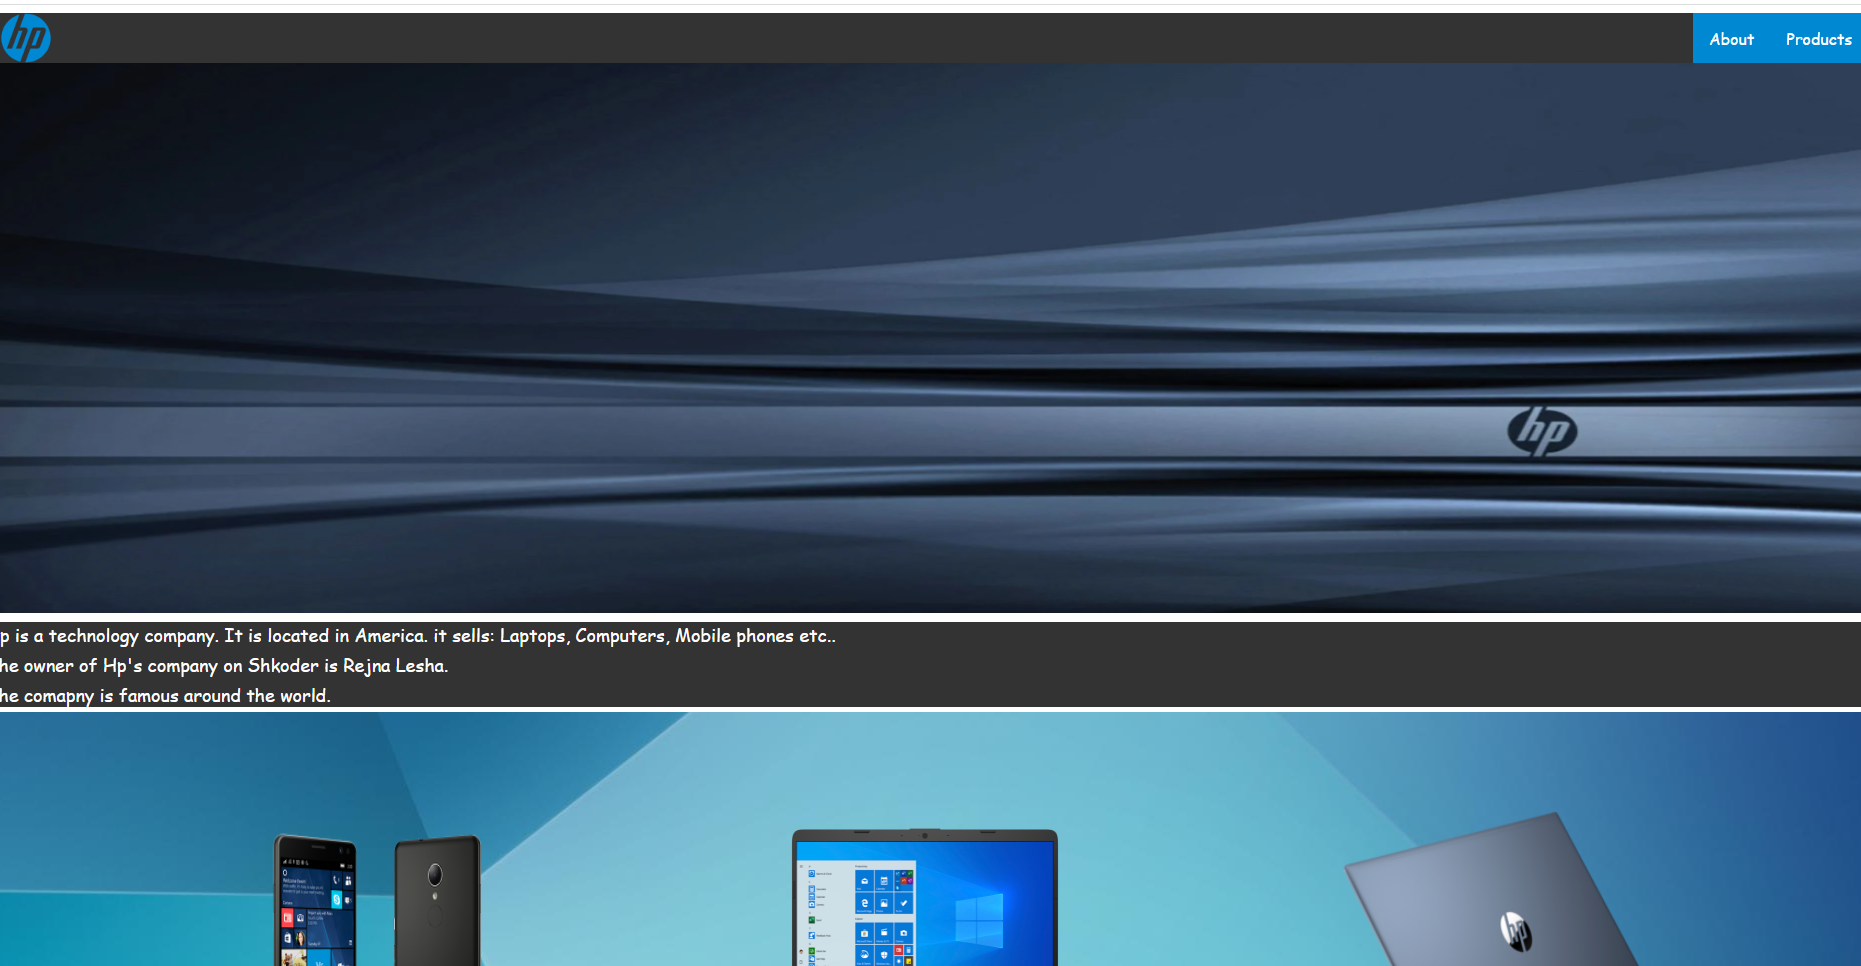 hp
About Products
hp
p is a technology company. It is located in America. it sells: Laptops, Computers, Mobile phones etc..
he owner of Hp's company on Shkoder is Rejna Lesha.
he comapny is famous around the world.
hp